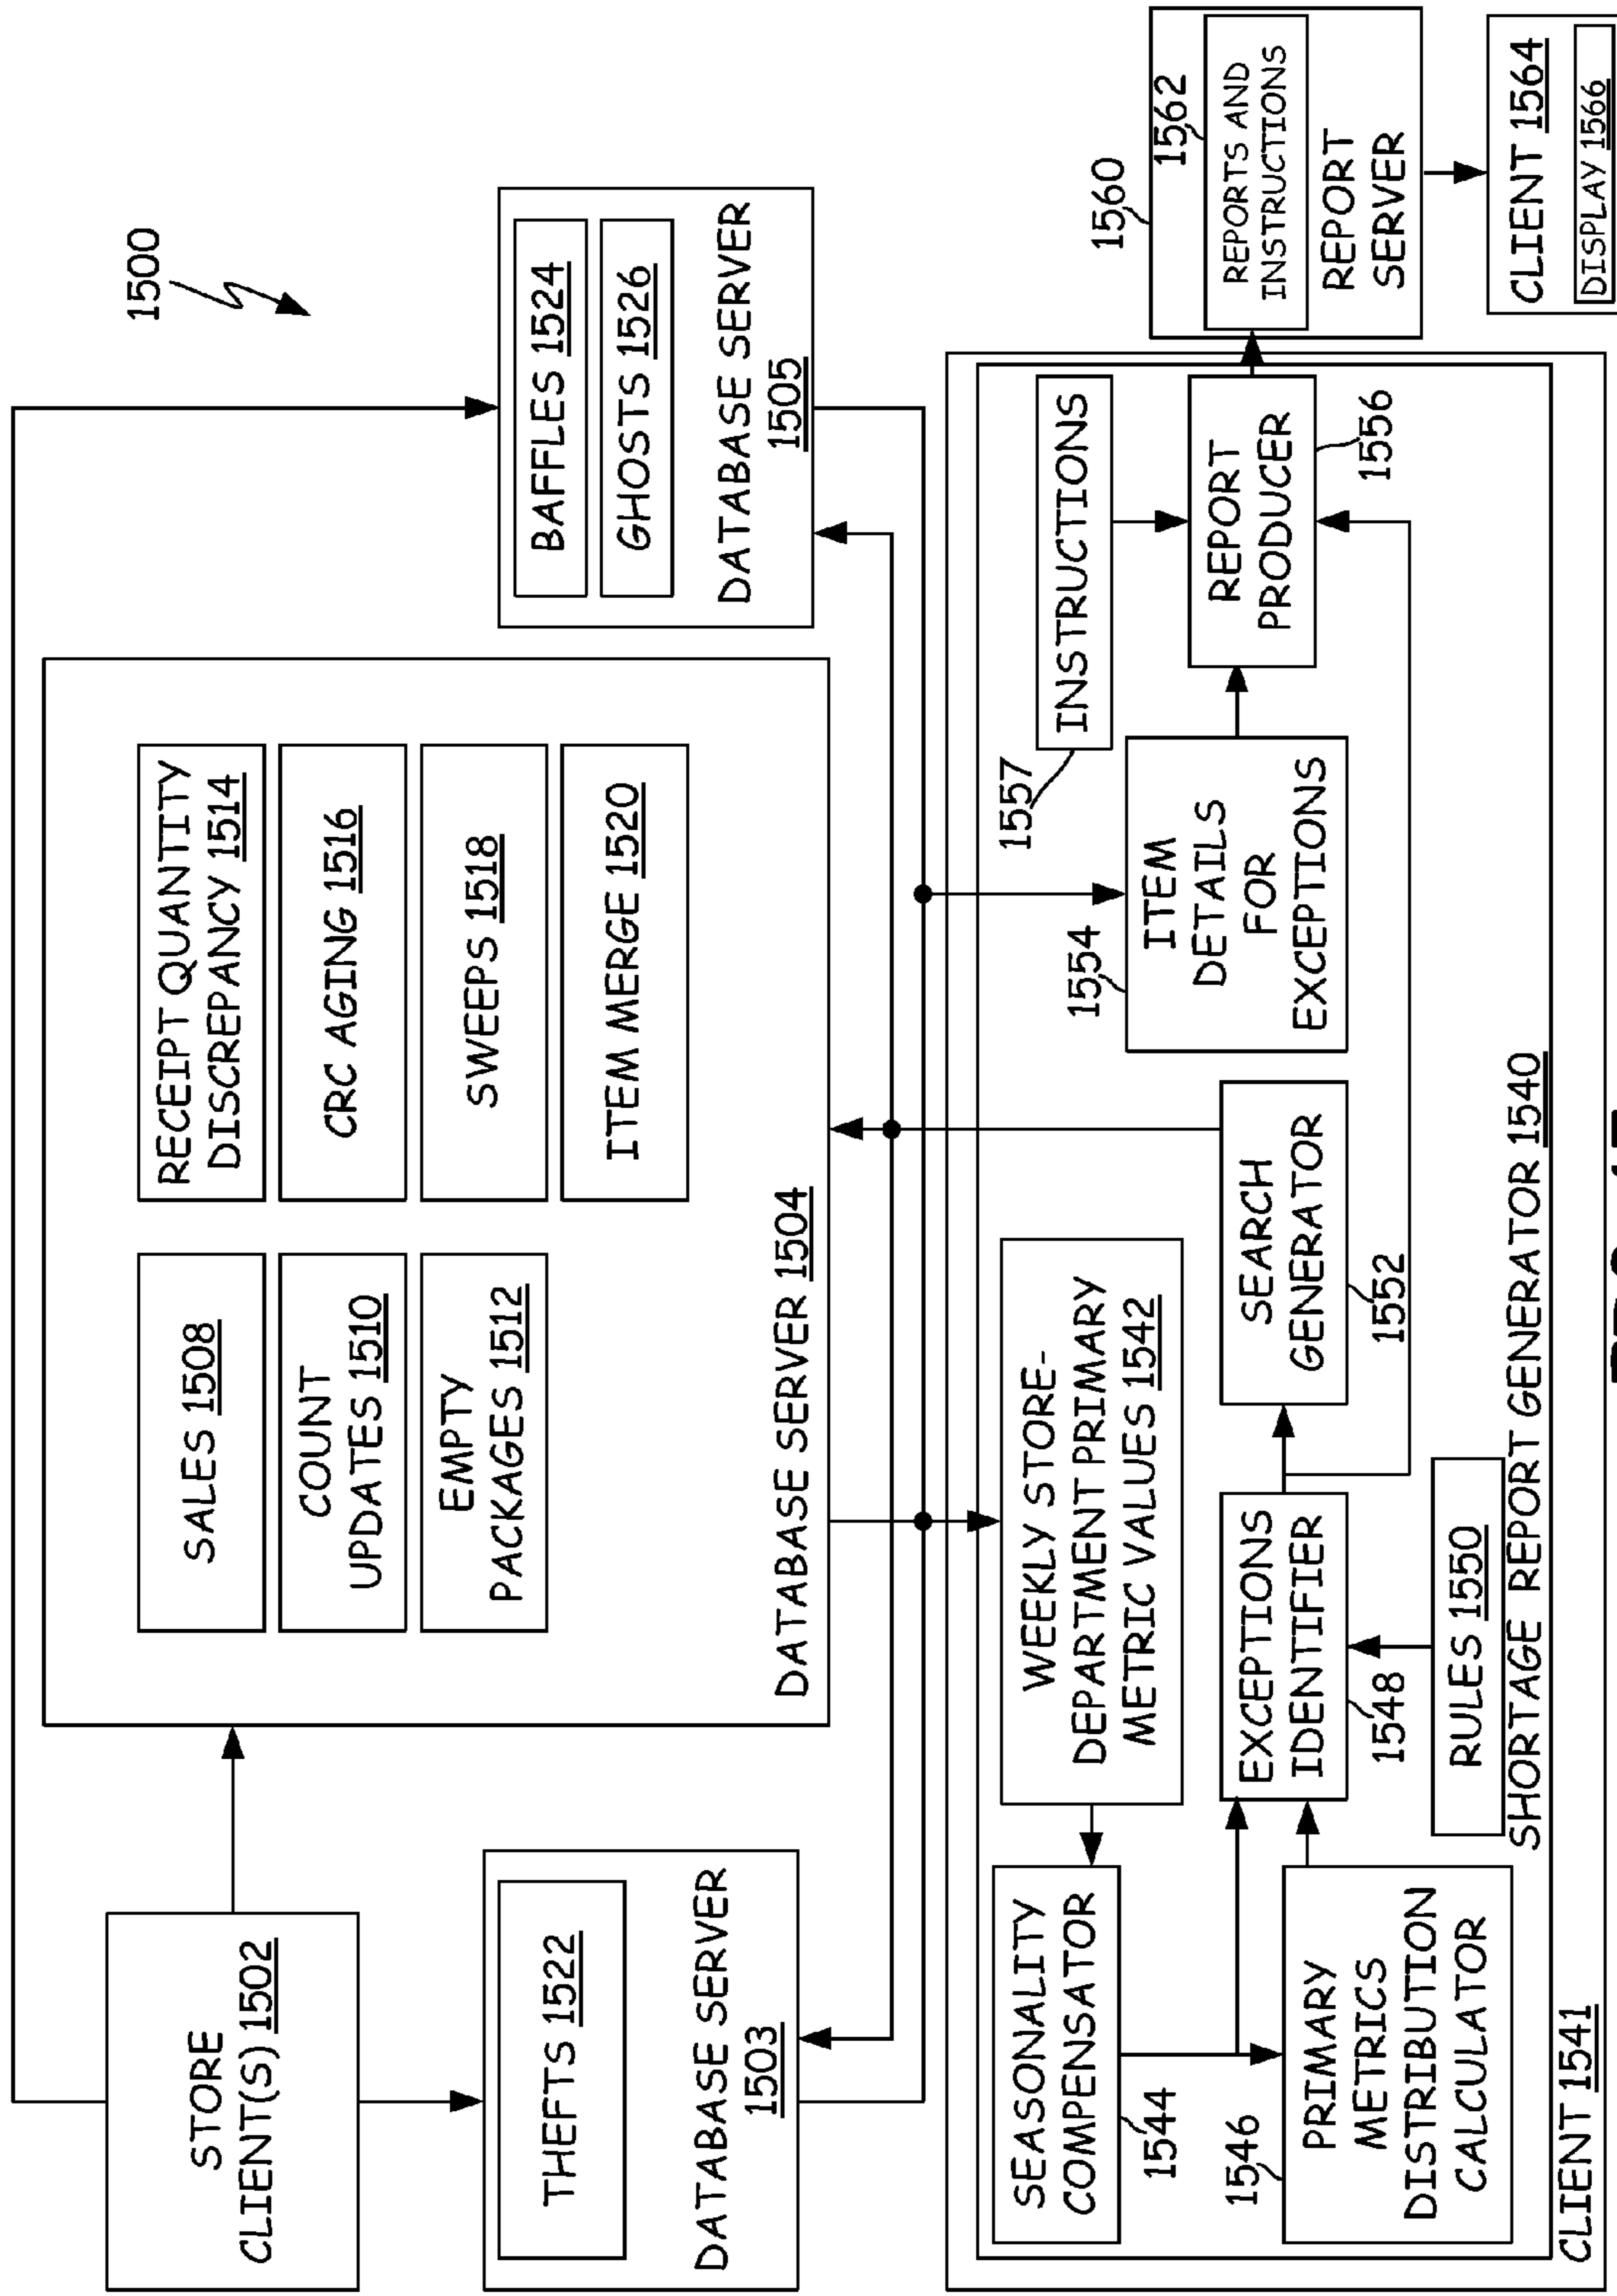 1500
STORE
CLIENT(S) 1502
SALES 1508
COUNT
UPDATES 1510
EMPTY
PACKAGES 1512
RECEIPT QUANTITY
DISCREPANCY 1514
CRC AGING 1516
SWEEPS 1518
ITEM MERGE 1520
DATABASE SERVER 1504
THEFTS 1522
DATABASE SERVER
1503
BAFFLES 1524
GHOSTS 1526
DATABASE SERVER
1505
SEASONALITY
COMPENSATOR
1544
WEEKLY STORE-
DEPARTMENT PRIMARY
METRIC VALUES 1542
1546
PRIMARY
METRICS
DISTRIBUTION
CALCULATOR
EXCEPTIONS
IDENTIFIER
1548
RULES 1550
SEARCH
GENERATOR
1552
1554
ITEM
DETAILS
FOR
EXCEPTIONS
1557
INSTRUCTIONS
REPORT
PRODUCER
1556
SHORTAGE REPORT GENERATOR 1540
CLIENT 1541
1560
1562
REPORTS AND
INSTRUCTIONS
REPORT
SERVER
CLIENT 1564
DISPLAY 1566